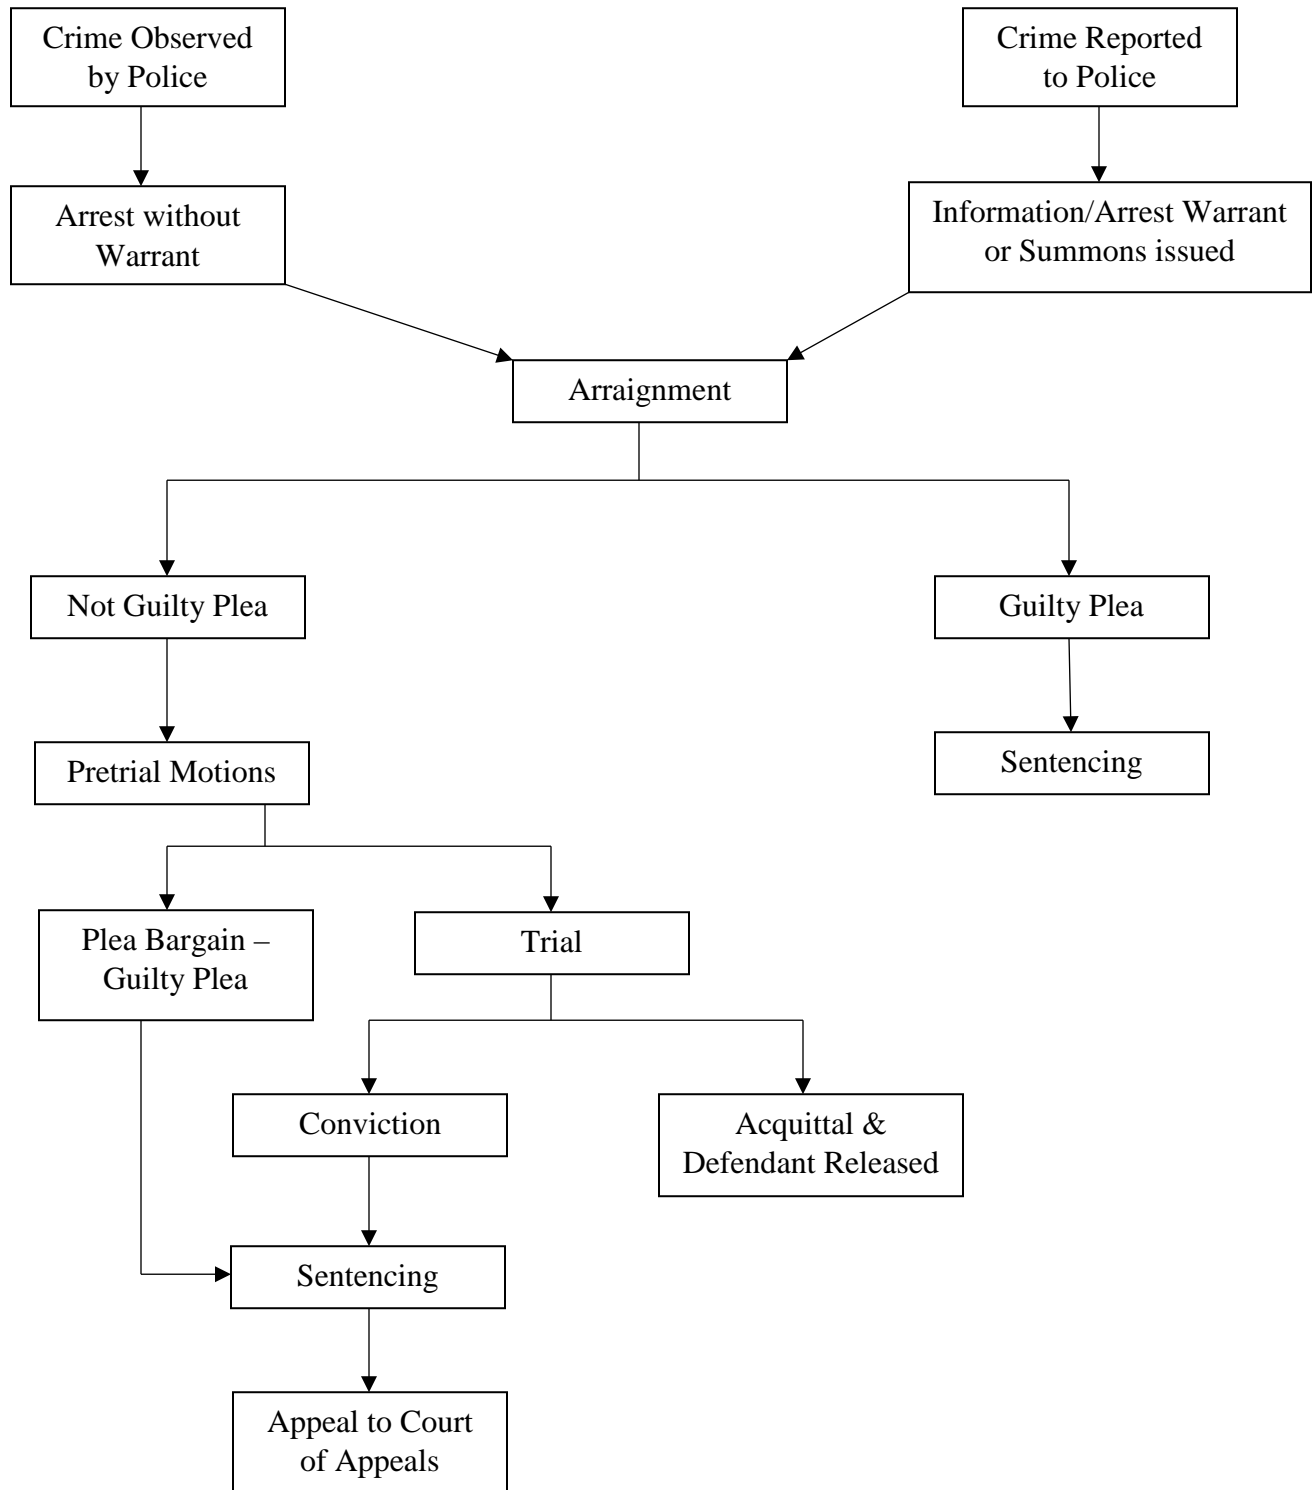 Crime Observed
by Police
Crime Reported
to Police
Arrest without
Warrant
Information/Arrest Warrant
or Summons issued
Arraignment
Not Guilty Plea
Guilty Plea
Pretrial Motions
Sentencing
Plea Bargain –
Guilty Plea
Trial
Conviction
Acquittal &
Defendant Released
Sentencing
Appeal to Court
of Appeals